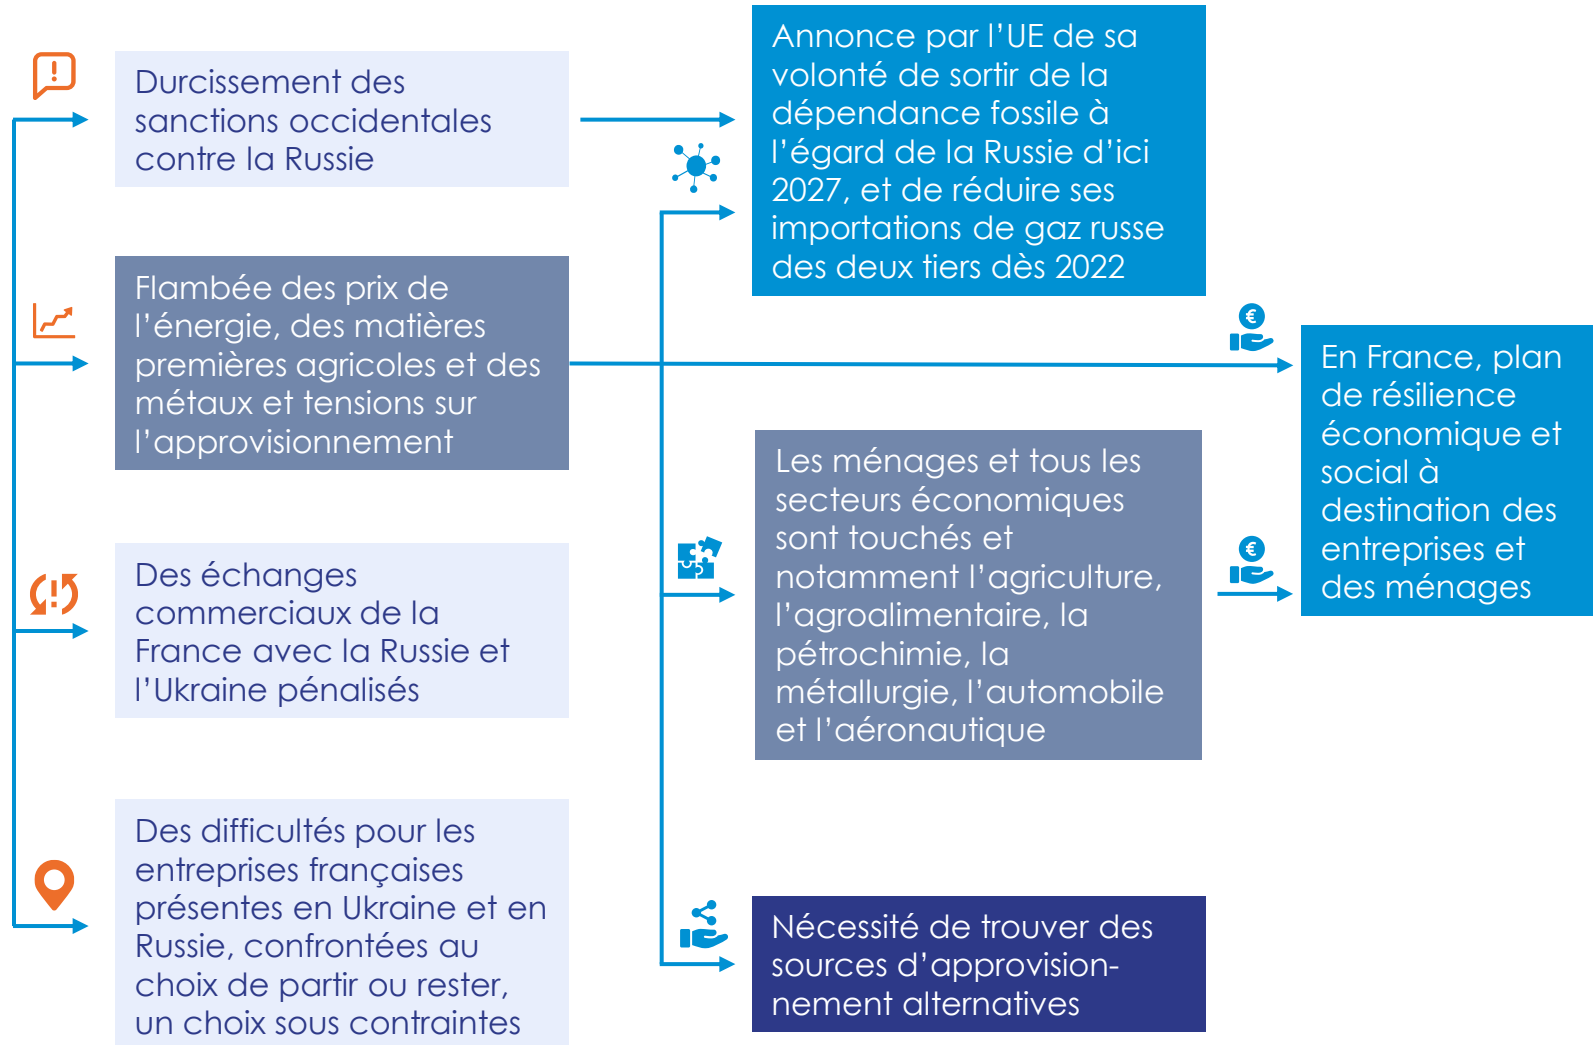 Durcissement des
sanctions occidentales
contre la Russie
Flambée des prix de
l’énergie, des matières
premières agricoles et des
métaux et tensions sur
l’approvisionnement
Des échanges
commerciaux de la
France avec la Russie et
l’Ukraine pénalisés
Des difficultés pour les
entreprises françaises
présentes en Ukraine et en
Russie, confrontées au
choix de partir ou rester,
un choix sous contraintes
Annonce par l’UE de sa
volonté de sortir de la
dépendance fossile à
l’égard de la Russie d’ici
2027, et de réduire ses
importations de gaz russe
des deux tiers dès 2022
Les ménages et tous les
secteurs économiques
sont touchés et
notamment l’agriculture,
l’agroalimentaire, la
pétrochimie, la
métallurgie, l’automobile
et l’aéronautique
Nécessité de trouver des
sources d’approvision-
nement alternatives
En France, plan
de résilience
économique et
social à
destination des
entreprises et
des ménages